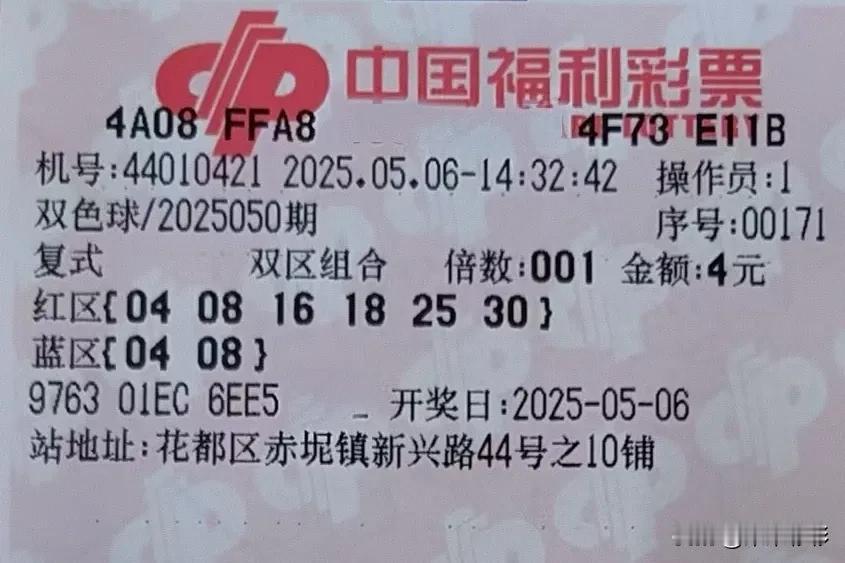 中国福利彩票
4A08 FFA8 4F73 E11B
机号:44010421 2025.05.06-14:32:42 操作员:1
双色球/2025050期 序号:00171
复式 双区组合 倍数:001 金额:4元
红区{04 08 16 18 25 30}
蓝区{04 08}
9763 01EC 6EE5 开奖日:2025-05-06
站地址:花都区赤坭镇新兴路44号之10铺